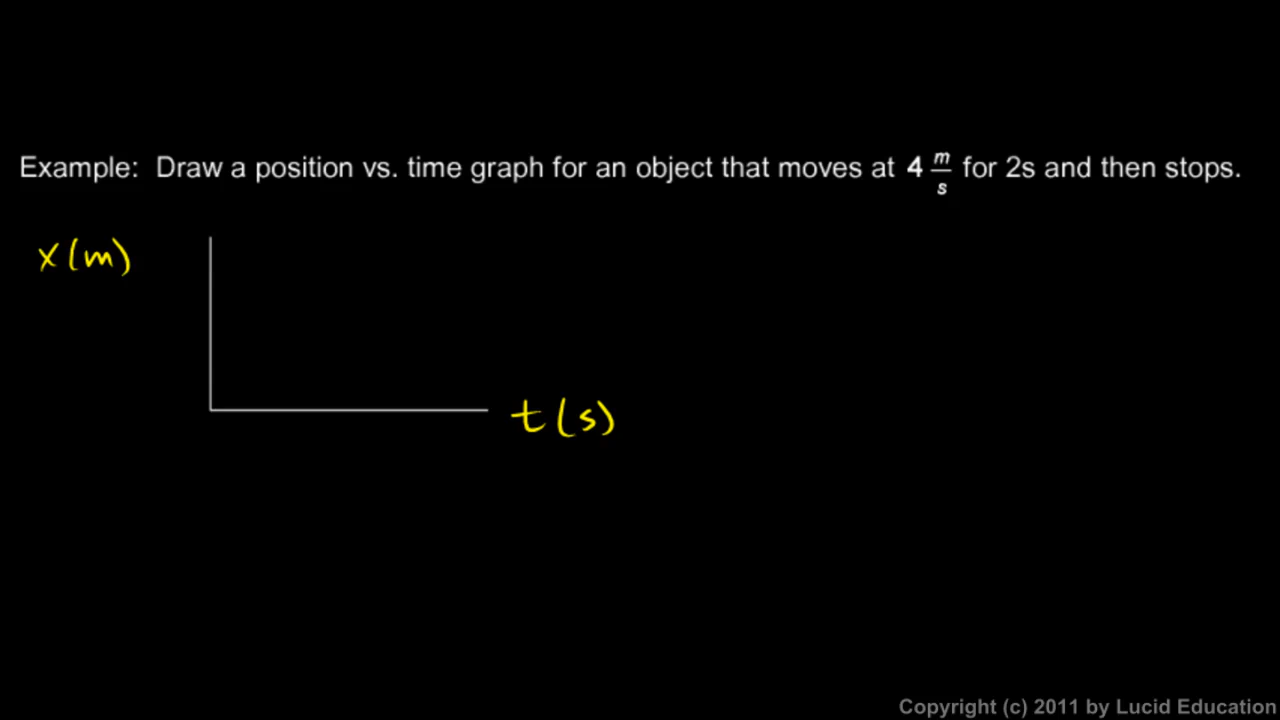 Example: Draw a position vs. time graph for an object that moves at 4 m/s for 2s and then stops.
x(m)
t(s)
Copyright (c) 2011 by Lucid Education